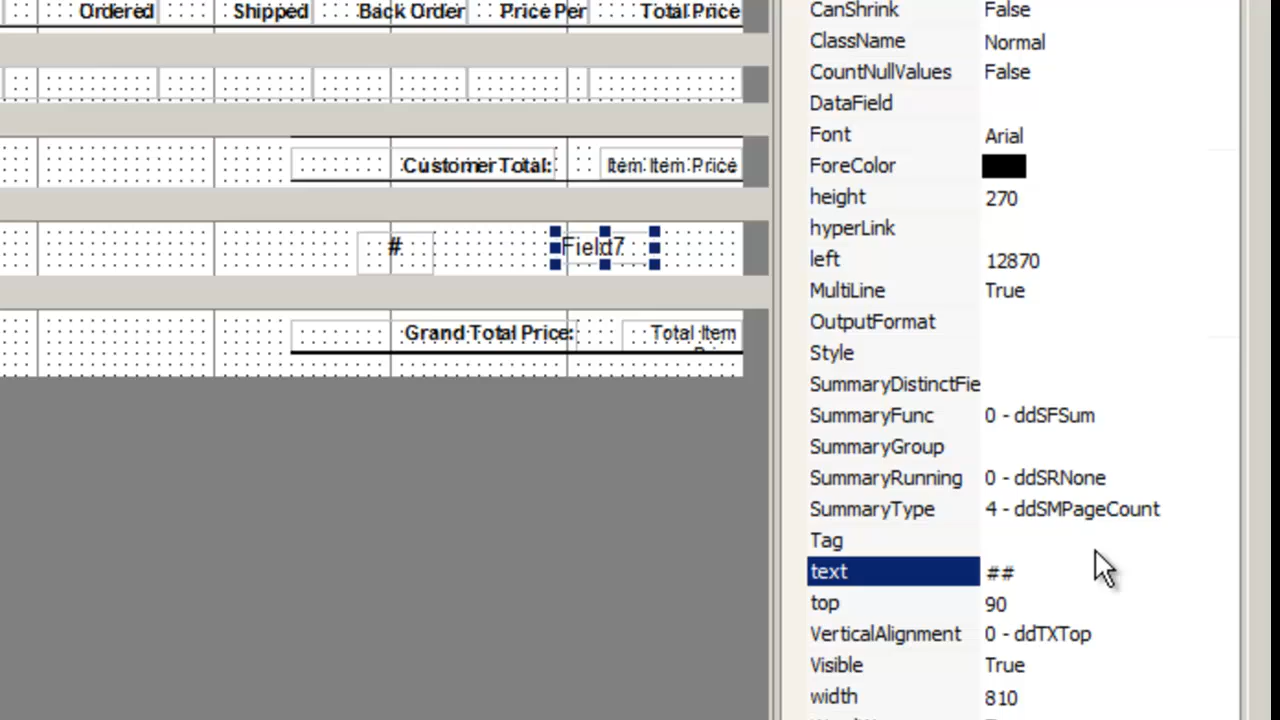 Ordered Shipped Back Order Price Per Total Price
Customer Total: Item Item Price
# Field7
Grand Total Price: Total Item
CanShrink False
ClassName Normal
CountNullValues False
DataField
Font Arial
ForeColor
height 270
hyperLink
left 12870
MultiLine True
OutputFormat
Style
SummaryDistinctFie
SummaryFunc 0 - ddSFSum
SummaryGroup
SummaryRunning 0 - ddSRNone
SummaryType 4 - ddSMPageCount
Tag
text ##
top 90
VerticalAlignment 0 - ddTXTop
Visible True
width 810